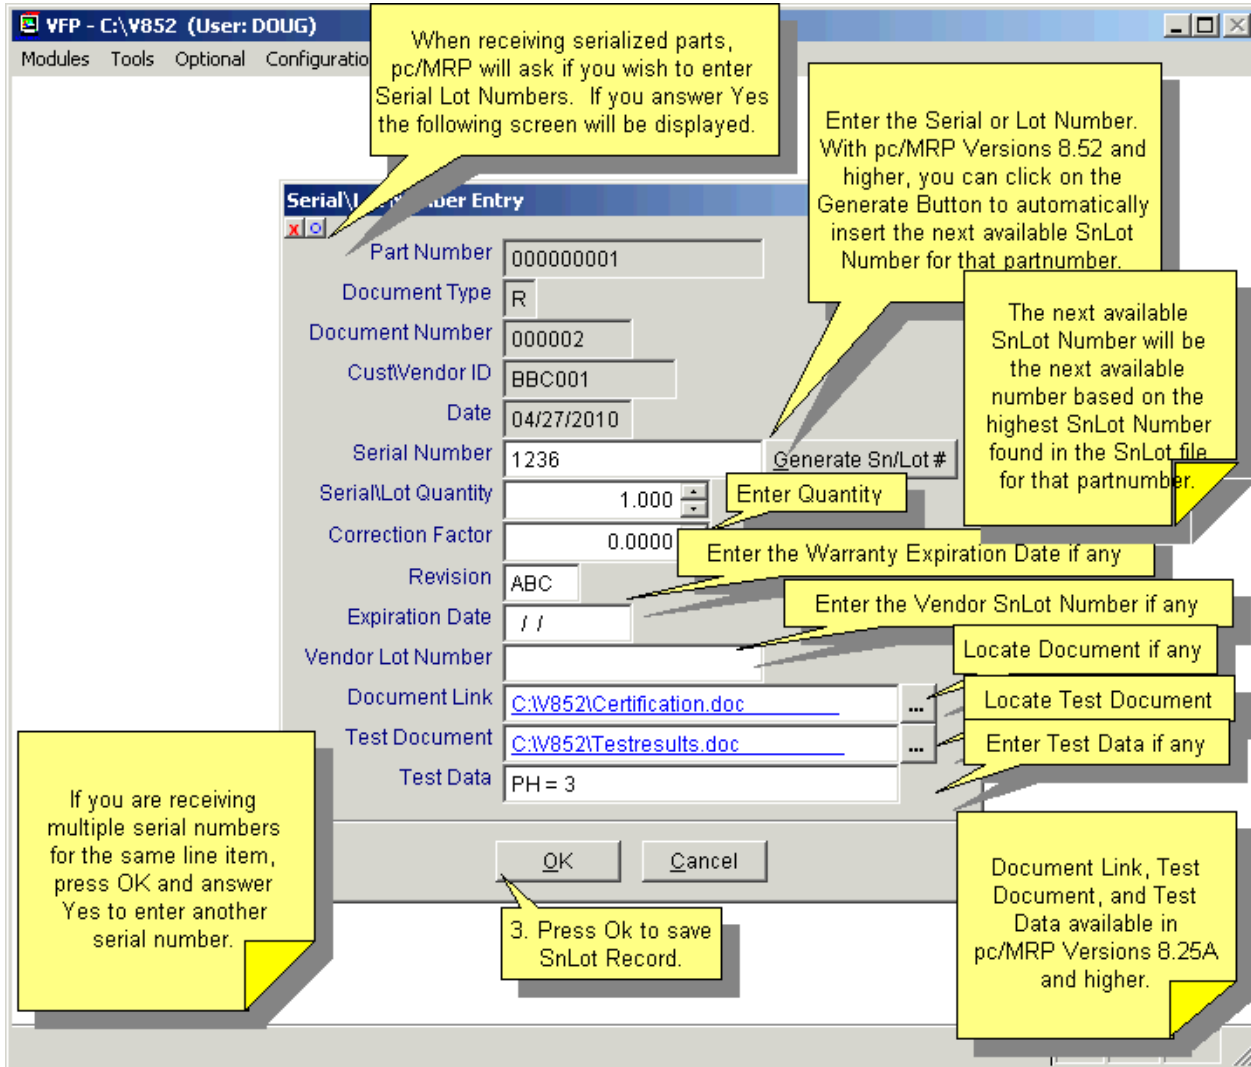 VFP - C:\V852 (User: DOUG)
Modules Tools Optional Configuratio
When receiving serialized parts,
pc/MRP will ask if you wish to enter
Serial Lot Numbers. If you answer Yes
the following screen will be displayed.
Enter the Serial or Lot Number.
With pc/MRP Versions 8.52 and
higher, you can click on the
Generate Button to automatically
insert the next available SnLot
Number for that partnumber.
The next available
SnLot Number will be
the next available
number based on the
highest SnLot Number
found in the SnLot file
for that partnumber.
Entry
Part Number 000000001
Document Type R
Document Number 000002
Cust\Vendor ID BBC001
Date 04/27/2010
Serial Number 1236 Generate Sn/Lot #
Serial\Lot Quantity 1.000
Enter Quantity
Correction Factor 0.0000
Enter the Warranty Expiration Date if any
Revision ABC
Expiration Date / /
Enter the Vendor SnLot Number if any
Vendor Lot Number
Locate Document if any
Document Link C:\V852\Certification.doc ...
Locate Test Document
Test Document C:\V852\Testresults.doc ...
Enter Test Data if any
Test Data PH = 3
OK Cancel
3. Press Ok to save
SnLot Record.
If you are receiving
multiple serial numbers
for the same line item,
press OK and answer
Yes to enter another
serial number.
Document Link, Test
Document, and Test
Data available in
pc/MRP Versions 8.25A
and higher.